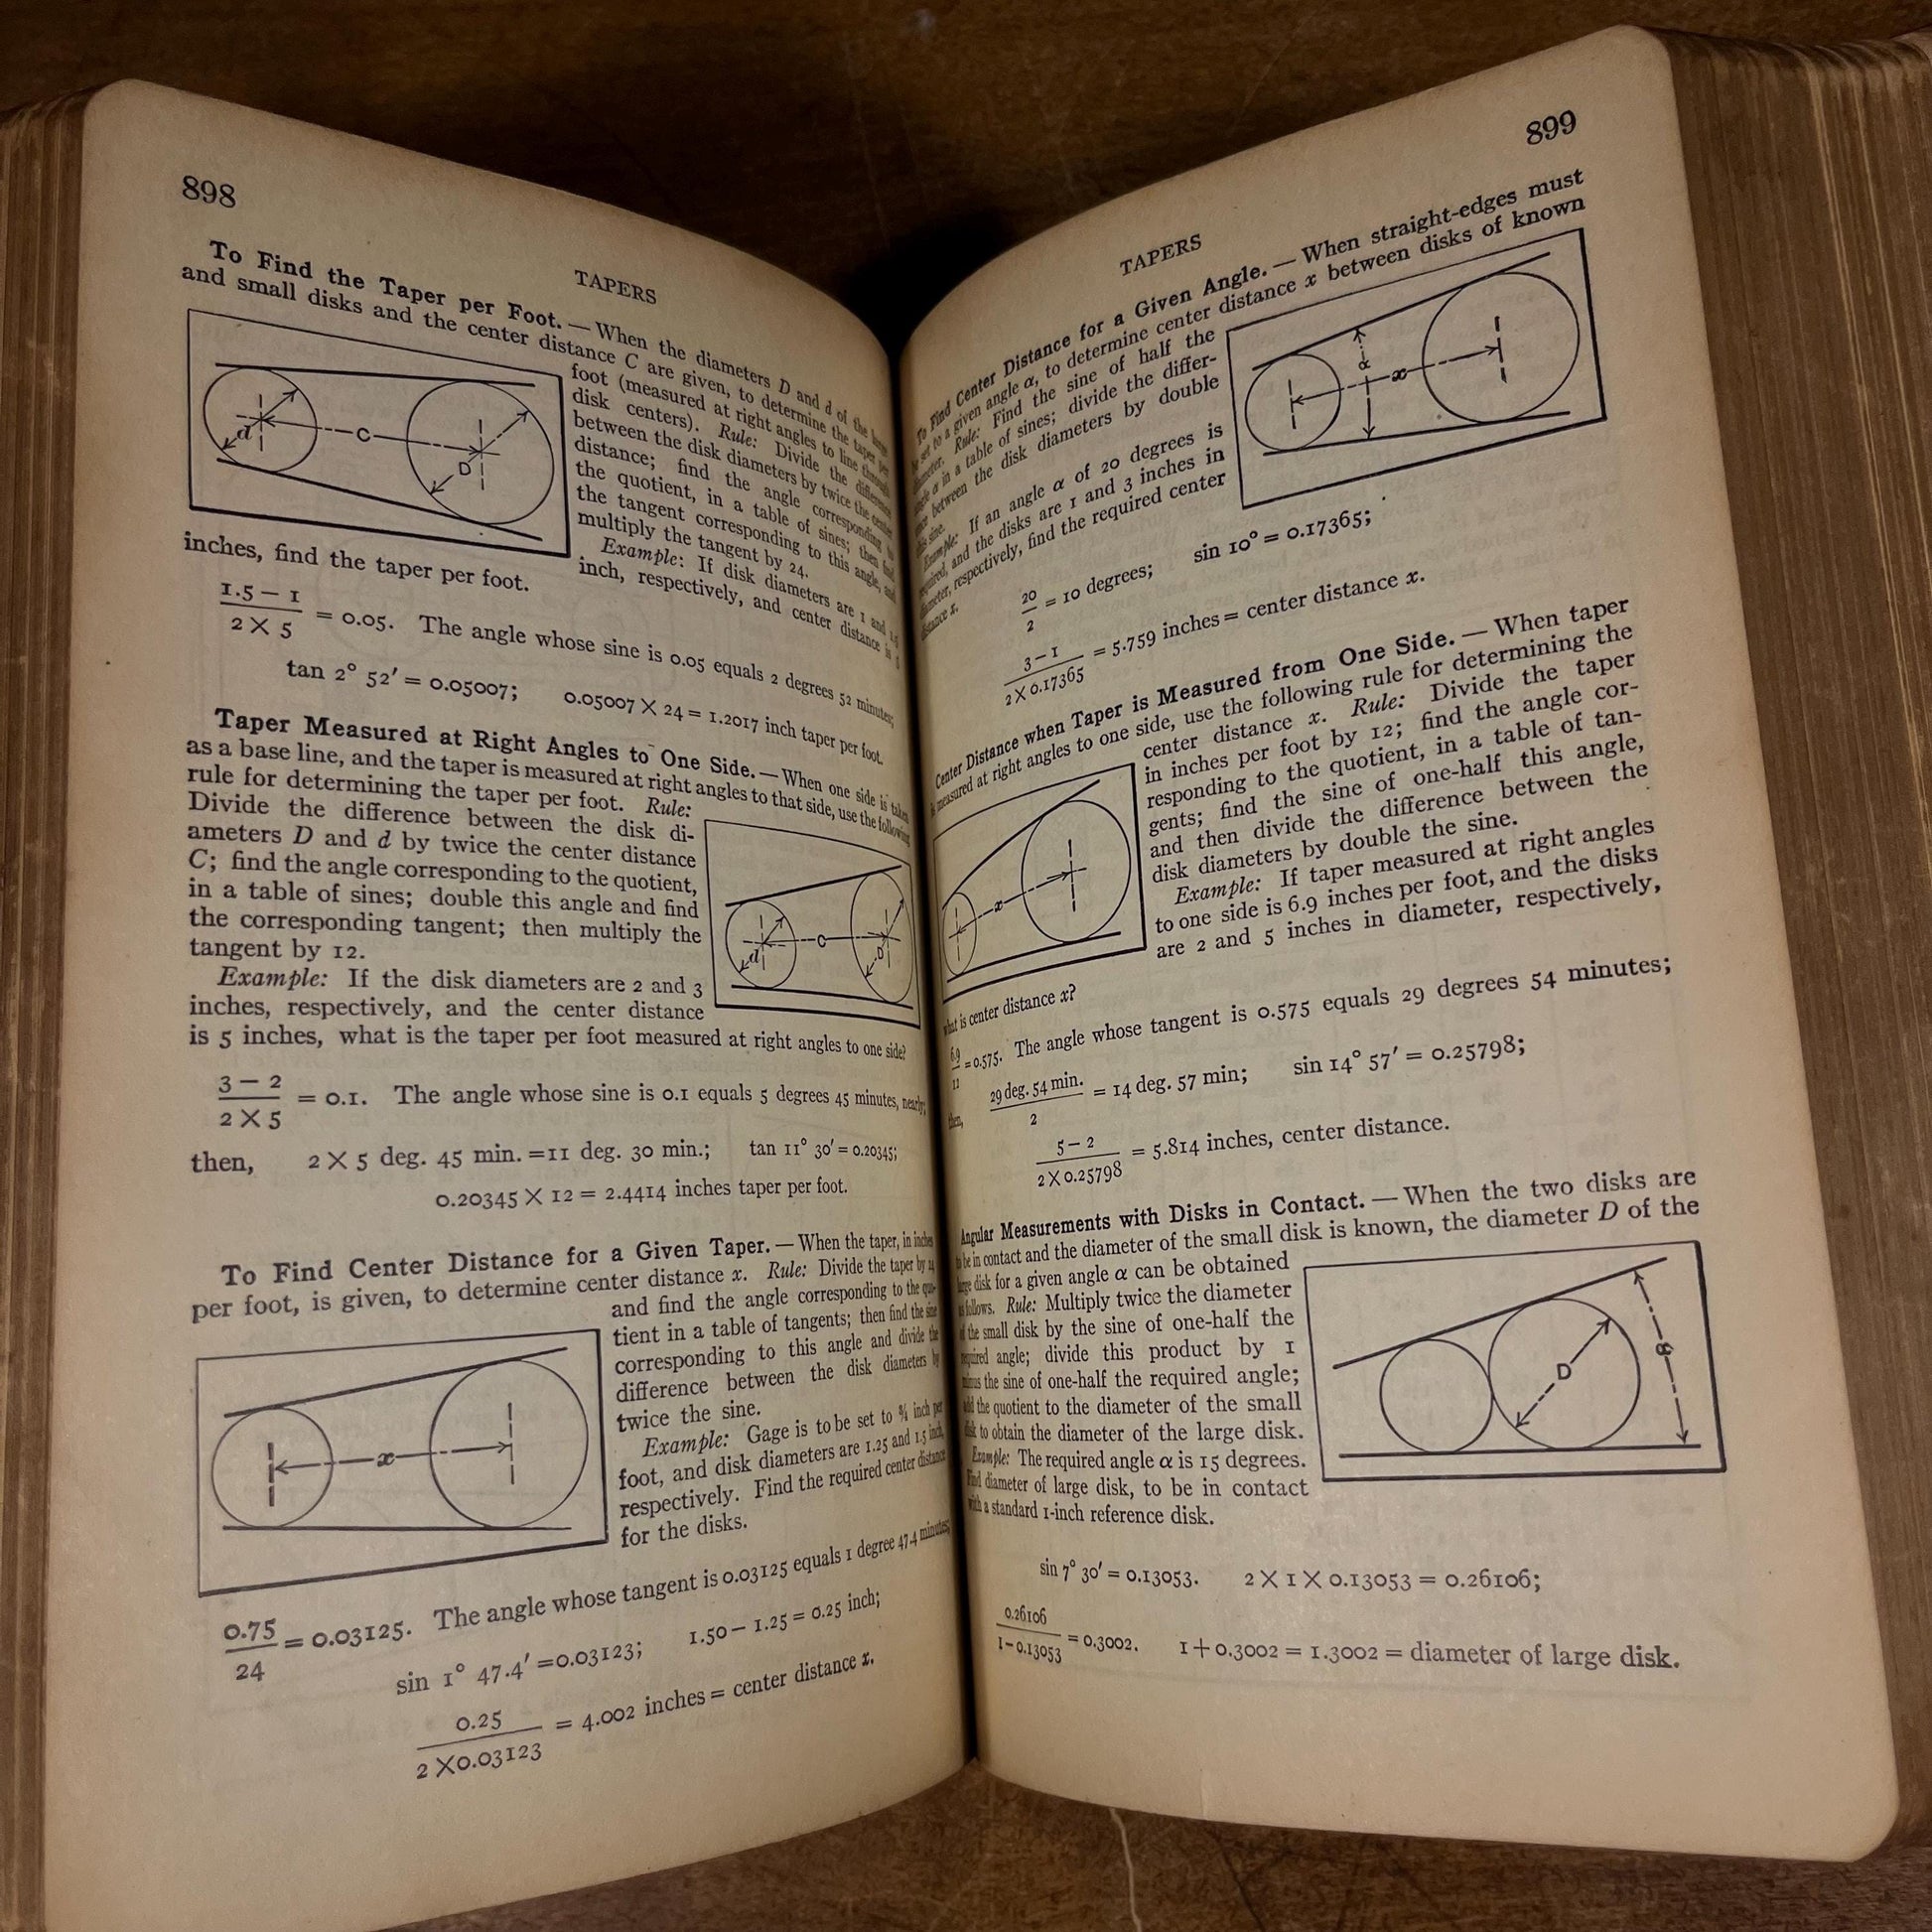 898
TAPERS
To Find the Taper per Foot. — When the diameters D and d of the large
and small disks and the center distance C are given, to determine the taper per
foot (measured at right angles to line through
disk centers). Rule: Divide the difference
between the disk diameters by twice the center
distance; find the angle corresponding to
the quotient, in a table of sines; then find
the tangent corresponding to this angle, and
multiply the tangent by 24.
Example: If disk diameters are 1 and 1.5
inch, respectively, and center distance is 5
d
C
D
inches, find the taper per foot.
1.5 − 1
2 × 5
= 0.05. The angle whose sine is 0.05 equals 2 degrees 52 minutes;
tan 2° 52′ = 0.05007; 0.05007 × 24 = 1.2017 inch taper per foot.
Taper Measured at Right Angles to One Side. — When one side is taken
as a base line, and the taper is measured at right angles to that side, use the following
rule for determining the taper per foot. Rule:
Divide the difference between the disk di-
ameters D and d by twice the center distance
C; find the angle corresponding to the quotient,
in a table of sines; double this angle and find
the corresponding tangent; then multiply the
tangent by 12.
Example: If the disk diameters are 2 and 3
inches, respectively, and the center distance
is 5 inches, what is the taper per foot measured at right angles to one side?
d
C
D
3 − 2
2 × 5
= 0.1. The angle whose sine is 0.1 equals 5 degrees 45 minutes, nearly;
then, 2 × 5 deg. 45 min. = 11 deg. 30 min.; tan 11° 30′ = 0.20345;
0.20345 × 12 = 2.4414 inches taper per foot.
To Find Center Distance for a Given Taper. — When the taper, in inches
per foot, is given, to determine center distance x. Rule: Divide the taper by 24
and find the angle corresponding to the quo-
tient in a table of tangents; then find the sine
corresponding to this angle and divide the
difference between the disk diameters by
twice the sine.
Example: Gage is to be set to ¾ inch per
foot, and disk diameters are 1.25 and 1.5 inch,
respectively. Find the required center distance
for the disks.
x
0.75
24
= 0.03125. The angle whose tangent is 0.03125 equals 1 degree 47.4 minutes;
sin 1° 47.4′ = 0.03123; 1.50 − 1.25 = 0.25 inch;
0.25
2 × 0.03123
= 4.002 inches = center distance x.
899
TAPERS
To Find Center Distance for a Given Angle. — When straight-edges must
be set to a given angle α, to determine center distance x between disks of known
diameter. Rule: Find the sine of half the
angle α in a table of sines; divide the differ-
ence between the disk diameters by double
this sine.
Example: If an angle α of 20 degrees is
required, and the disks are 1 and 3 inches in
diameter, respectively, find the required center
distance x.
α
x
20
2
= 10 degrees; sin 10° = 0.17365;
3 − 1
2 × 0.17365
= 5.759 inches = center distance x.
Center Distance when Taper is Measured from One Side. — When taper
is measured at right angles to one side, use the following rule for determining the
center distance x. Rule: Divide the taper
in inches per foot by 12; find the angle cor-
responding to the quotient, in a table of tan-
gents; find the sine of one-half this angle,
and then divide the difference between the
disk diameters by double the sine.
Example: If taper measured at right angles
to one side is 6.9 inches per foot, and the disks
are 2 and 5 inches in diameter, respectively,
x
what is center distance x?
6.9
= 0.575. The angle whose tangent is 0.575 equals 29 degrees 54 minutes;
then,
29 deg. 54 min.
2
= 14 deg. 57 min; sin 14° 57′ = 0.25798;
5 − 2
2 × 0.25798
= 5.814 inches, center distance.
Angular Measurements with Disks in Contact. — When the two disks are
to be in contact and the diameter of the small disk is known, the diameter D of the
large disk for a given angle α can be obtained
as follows. Rule: Multiply twice the diameter
of the small disk by the sine of one-half the
required angle; divide this product by 1
minus the sine of one-half the required angle;
add the quotient to the diameter of the small
disk to obtain the diameter of the large disk.
Example: The required angle α is 15 degrees.
Find diameter of large disk, to be in contact
with a standard 1-inch reference disk.
D
α
sin 7° 30′ = 0.13053. 2 × 1 × 0.13053 = 0.26106;
0.26106
1 − 0.13053
= 0.3002. 1 + 0.3002 = 1.3002 = diameter of large disk.